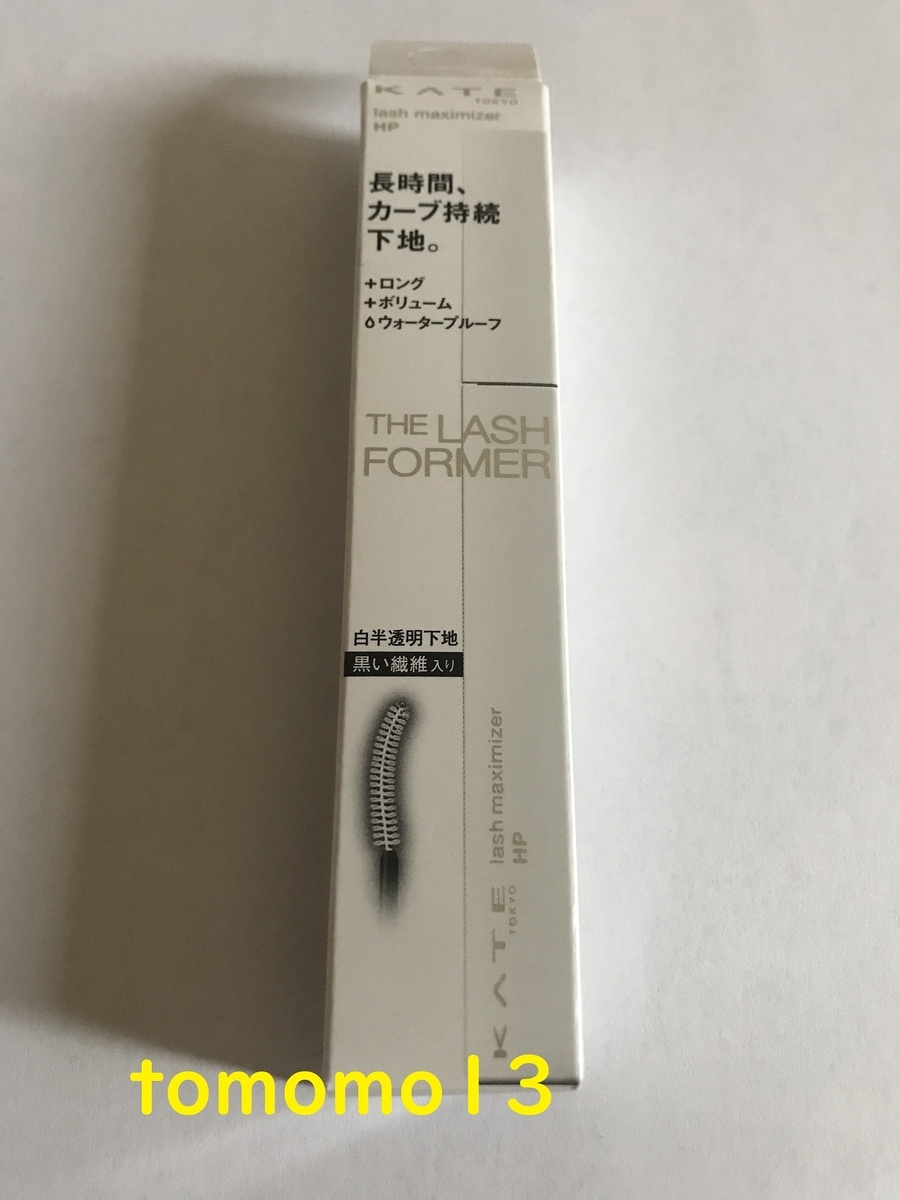 KATE
TOKYO
lash maximizer
HP
長時間、
カーブ持続
下地。
+ロング
+ボリューム
ウォータープルーフ
THE LASH
FORMER
白半透明下地
黒い繊維入り
KATE
TOKYO
lash maximizer
HP
tomomo13